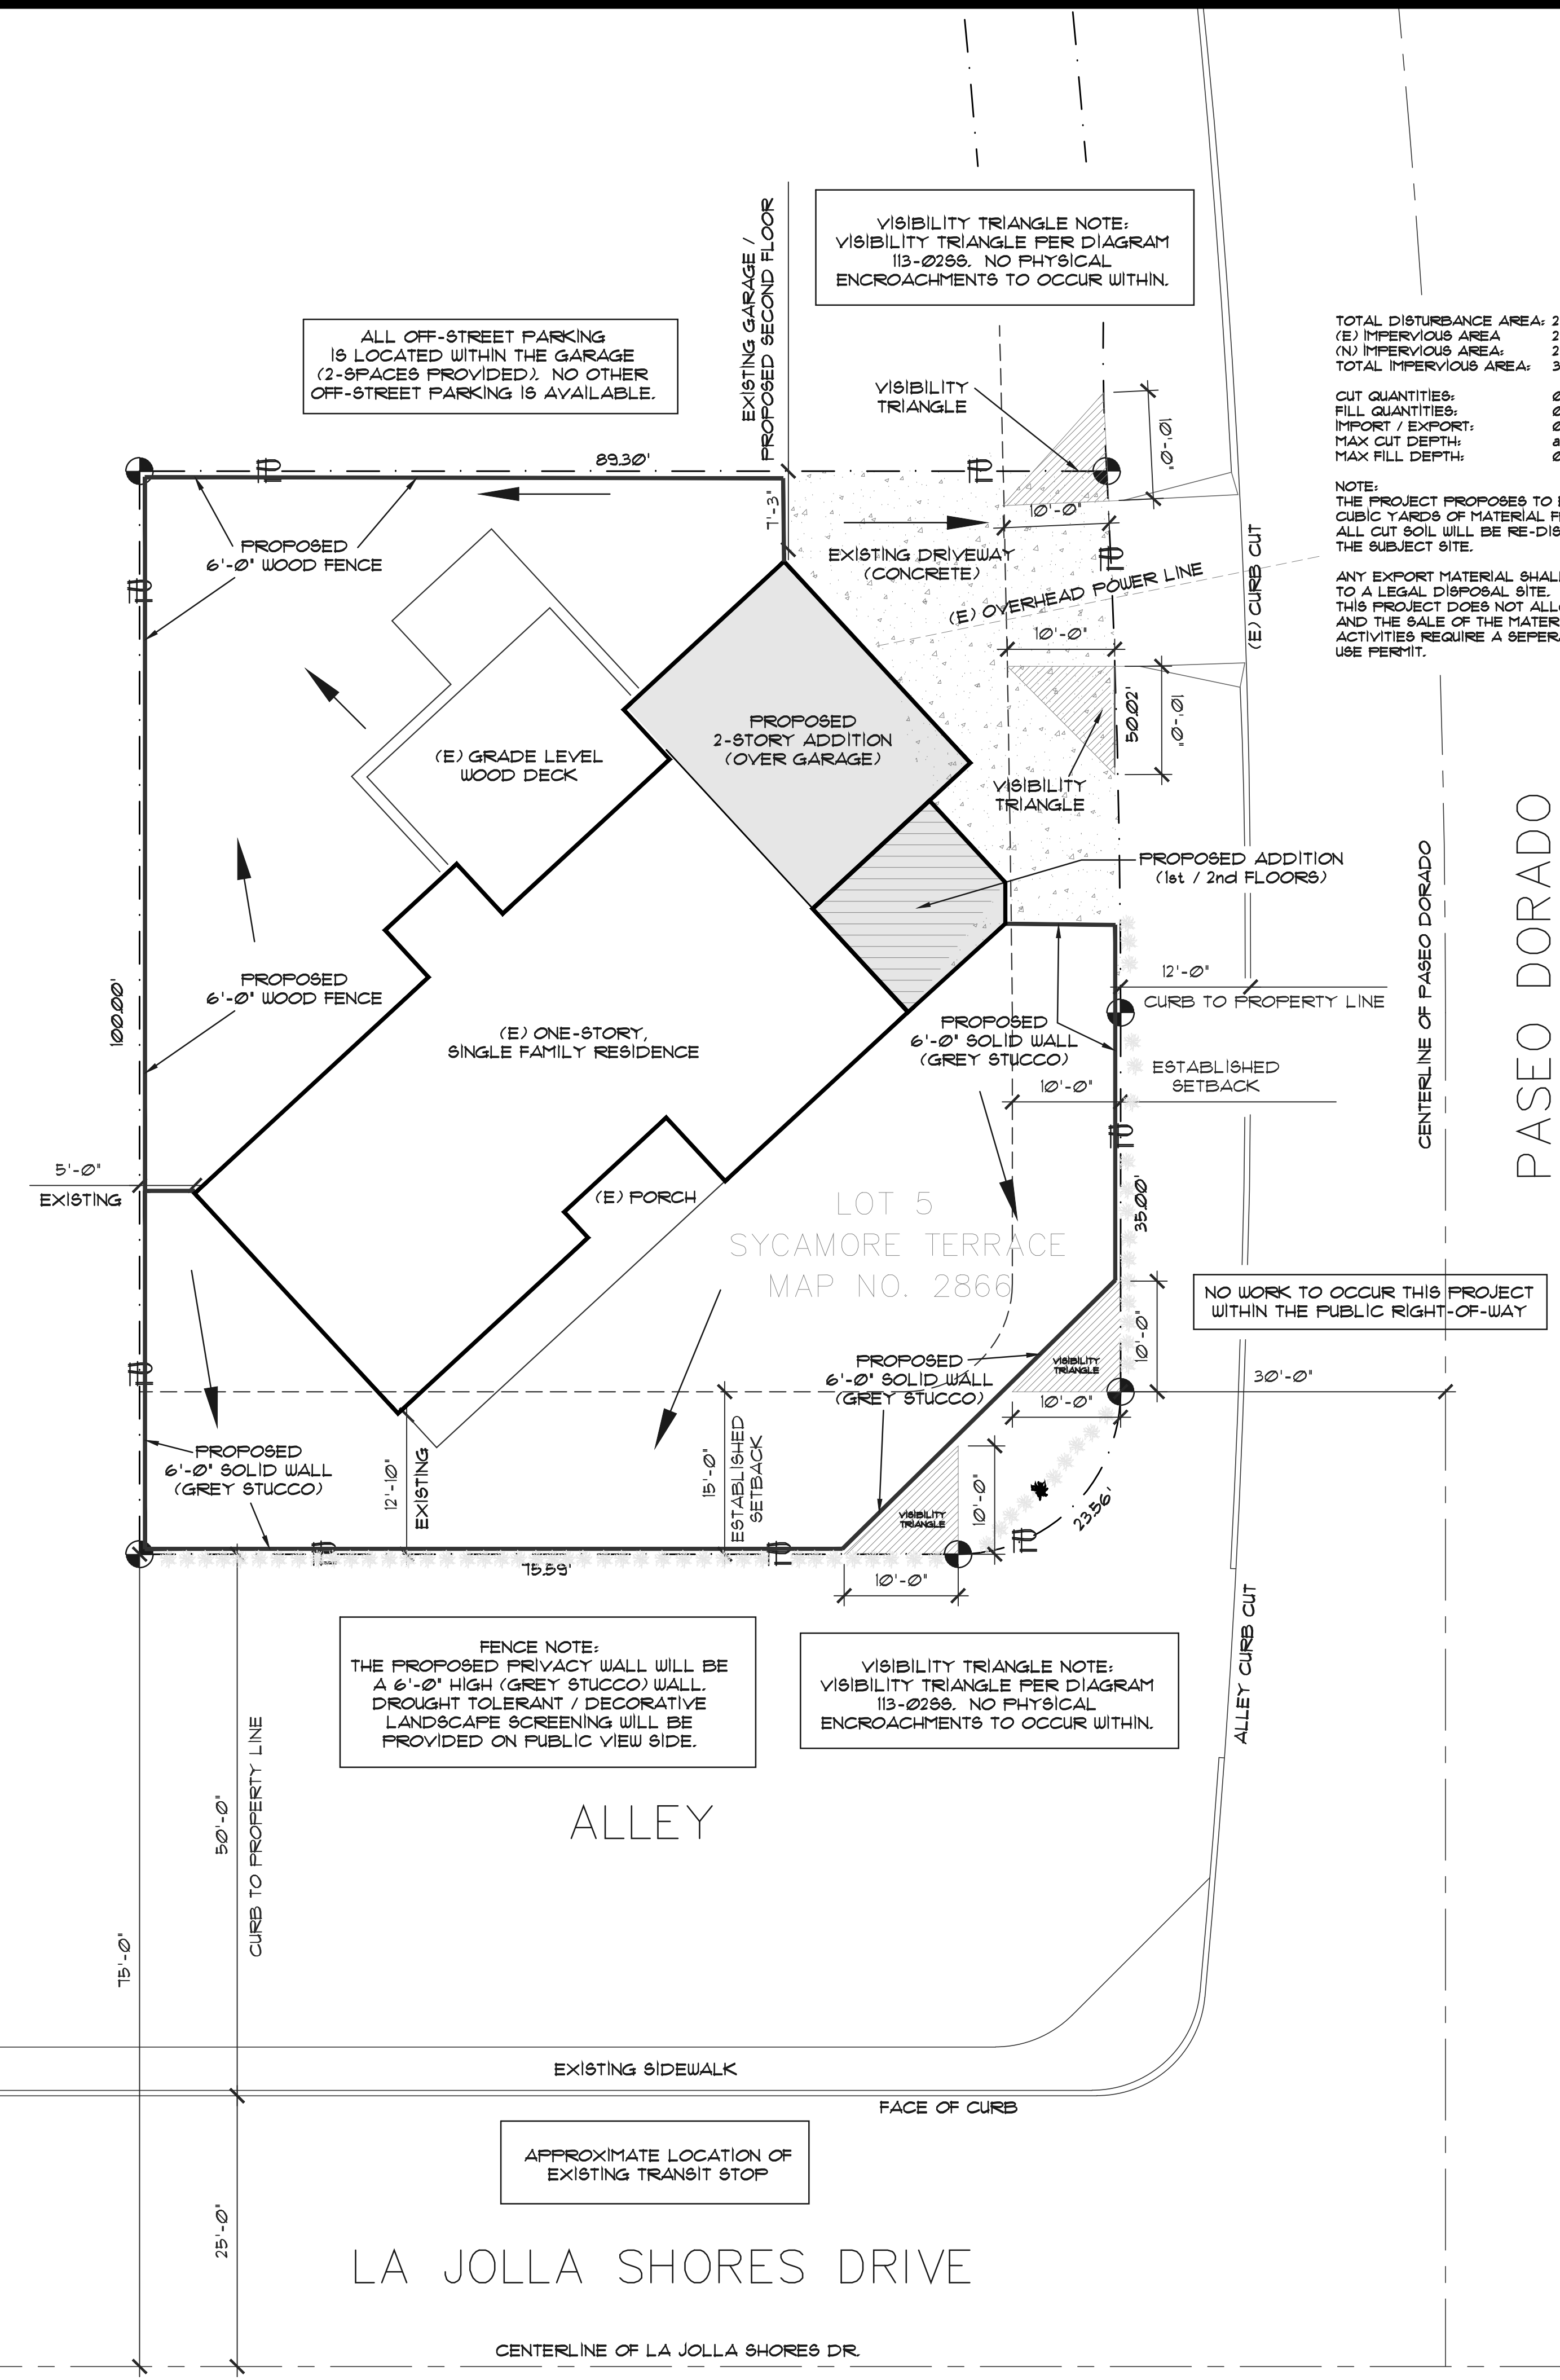 VISIBILITY TRIANGLE NOTE:
VISIBILITY TRIANGLE PER DIAGRAM
113-02SS. NO PHYSICAL
ENCROACHMENTS TO OCCUR WITHIN.
EXISTING GARAGE /
PROPOSED SECOND FLOOR
ALL OFF-STREET PARKING
IS LOCATED WITHIN THE GARAGE
(2-SPACES PROVIDED). NO OTHER
OFF-STREET PARKING IS AVAILABLE.
TOTAL DISTURBANCE AREA: 2
(E) IMPERVIOUS AREA 2
(N) IMPERVIOUS AREA: 2
TOTAL IMPERVIOUS AREA: 3
CUT QUANTITIES:
FILL QUANTITIES:
IMPORT / EXPORT:
MAX CUT DEPTH:
MAX FILL DEPTH:
NOTE:
THE PROJECT PROPOSES TO
CUBIC YARDS OF MATERIAL
ALL CUT SOIL WILL BE
THE SUBJECT SITE.
ANY EXPORT MATERIAL
TO A LEGAL DISPOSAL SITE.
THIS PROJECT DOES NOT
AND THE SALE OF THE
ACTIVITIES REQUIRE A
USE PERMIT.
VISIBILITY
TRIANGLE
10'-0"
89.30'
7'-3"
10'-0"
PROPOSED
6'-0" WOOD FENCE
EXISTING DRIVEWAY
(CONCRETE)
(E) OVERHEAD POWER LINE
(E) CURB CUT
10'-0"
50.02'
10'-0"
PROPOSED
2-STORY ADDITION
(OVER GARAGE)
(E) GRADE LEVEL
WOOD DECK
VISIBILITY
TRIANGLE
PROPOSED ADDITION
(1st / 2nd FLOORS)
CENTERLINE OF PASEO DORADO
PASEO DORADO
100.00'
PROPOSED
6'-0" WOOD FENCE
12'-0"
CURB TO PROPERTY LINE
(E) ONE-STORY,
SINGLE FAMILY RESIDENCE
PROPOSED
6'-0" SOLID WALL
(GREY STUCCO)
10'-0"
ESTABLISHED
SETBACK
5'-0"
EXISTING
(E) PORCH
LOT 5
SYCAMORE TERRACE
MAP NO. 2866
35.00'
NO WORK TO OCCUR THIS PROJECT
WITHIN THE PUBLIC RIGHT-OF-WAY
10'-0"
VISIBILITY
TRIANGLE
10'-0"
30'-0"
PROPOSED
6'-0" SOLID WALL
(GREY STUCCO)
PROPOSED
6'-0" SOLID WALL
(GREY STUCCO)
12'-10"
EXISTING
15'-0"
ESTABLISHED
SETBACK
VISIBILITY
TRIANGLE
10'-0"
23.56'
75.59'
10'-0"
FENCE NOTE:
THE PROPOSED PRIVACY WALL WILL BE
A 6'-0" HIGH (GREY STUCCO) WALL.
DROUGHT TOLERANT / DECORATIVE
LANDSCAPE SCREENING WILL BE
PROVIDED ON PUBLIC VIEW SIDE.
VISIBILITY TRIANGLE NOTE:
VISIBILITY TRIANGLE PER DIAGRAM
113-02SS. NO PHYSICAL
ENCROACHMENTS TO OCCUR WITHIN.
ALLEY CURB CUT
ALLEY
50'-0"
CURB TO PROPERTY LINE
75'-0"
EXISTING SIDEWALK
FACE OF CURB
APPROXIMATE LOCATION OF
EXISTING TRANSIT STOP
25'-0"
LA JOLLA SHORES DRIVE
CENTERLINE OF LA JOLLA SHORES DR.